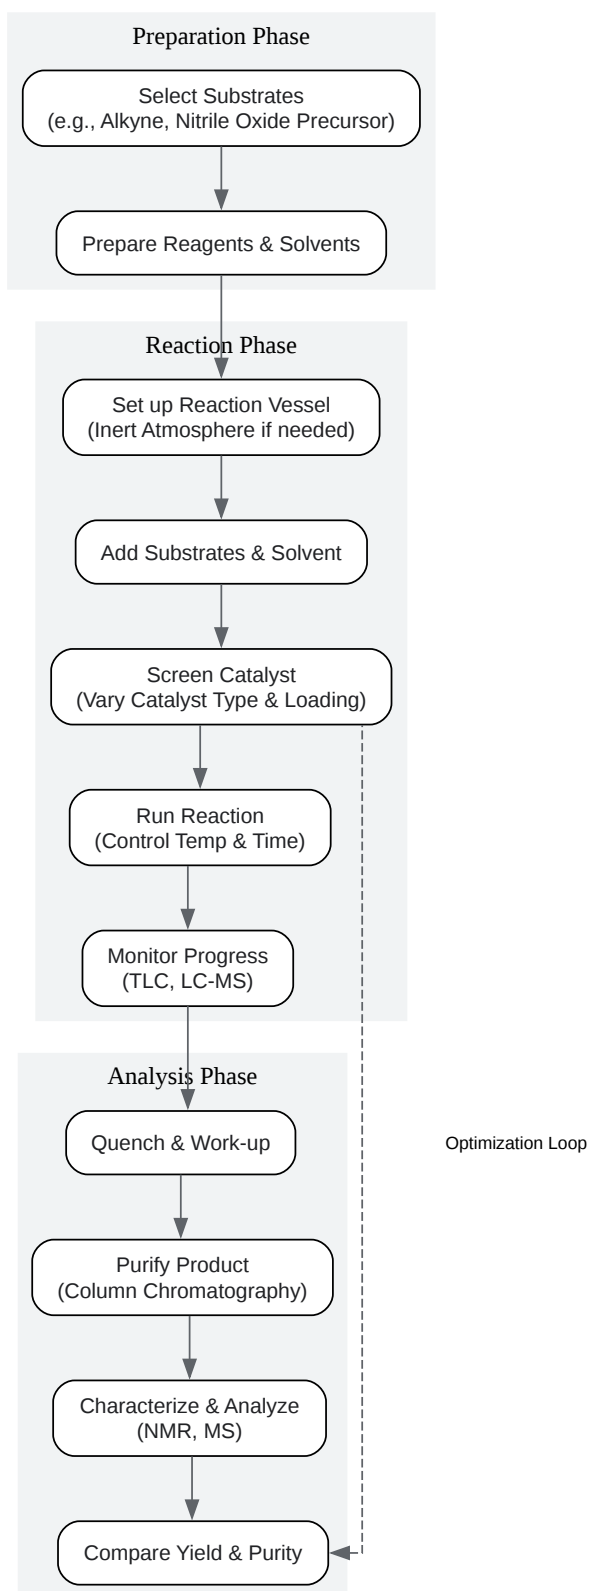 Preparation Phase
Select Substrates
(e.g., Alkyne, Nitrile Oxide Precursor)
Prepare Reagents & Solvents
Reaction Phase
Set up Reaction Vessel
(Inert Atmosphere if needed)
Add Substrates & Solvent
Screen Catalyst
(Vary Catalyst Type & Loading)
Run Reaction
(Control Temp & Time)
Monitor Progress
(TLC, LC-MS)
Analysis Phase
Quench & Work-up
Optimization Loop
Purify Product
(Column Chromatography)
Characterize & Analyze
(NMR, MS)
Compare Yield & Purity